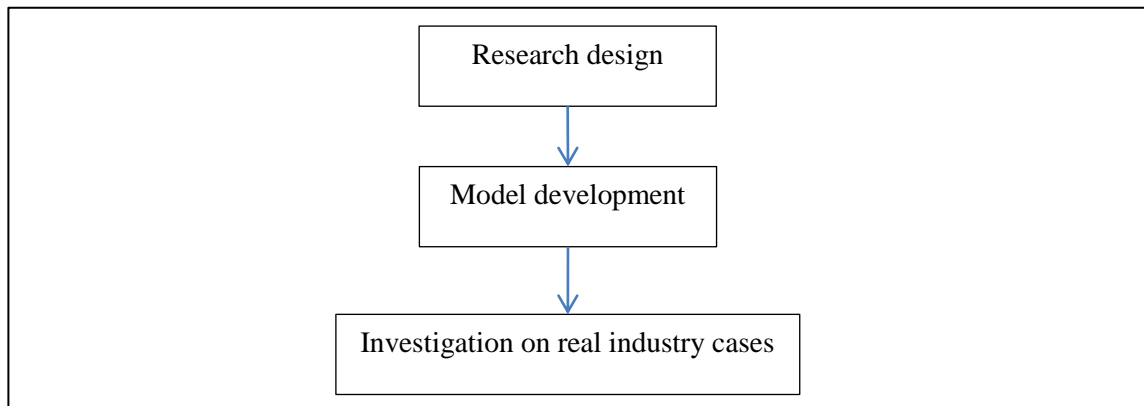 Research design
Model development
Investigation on real industry cases